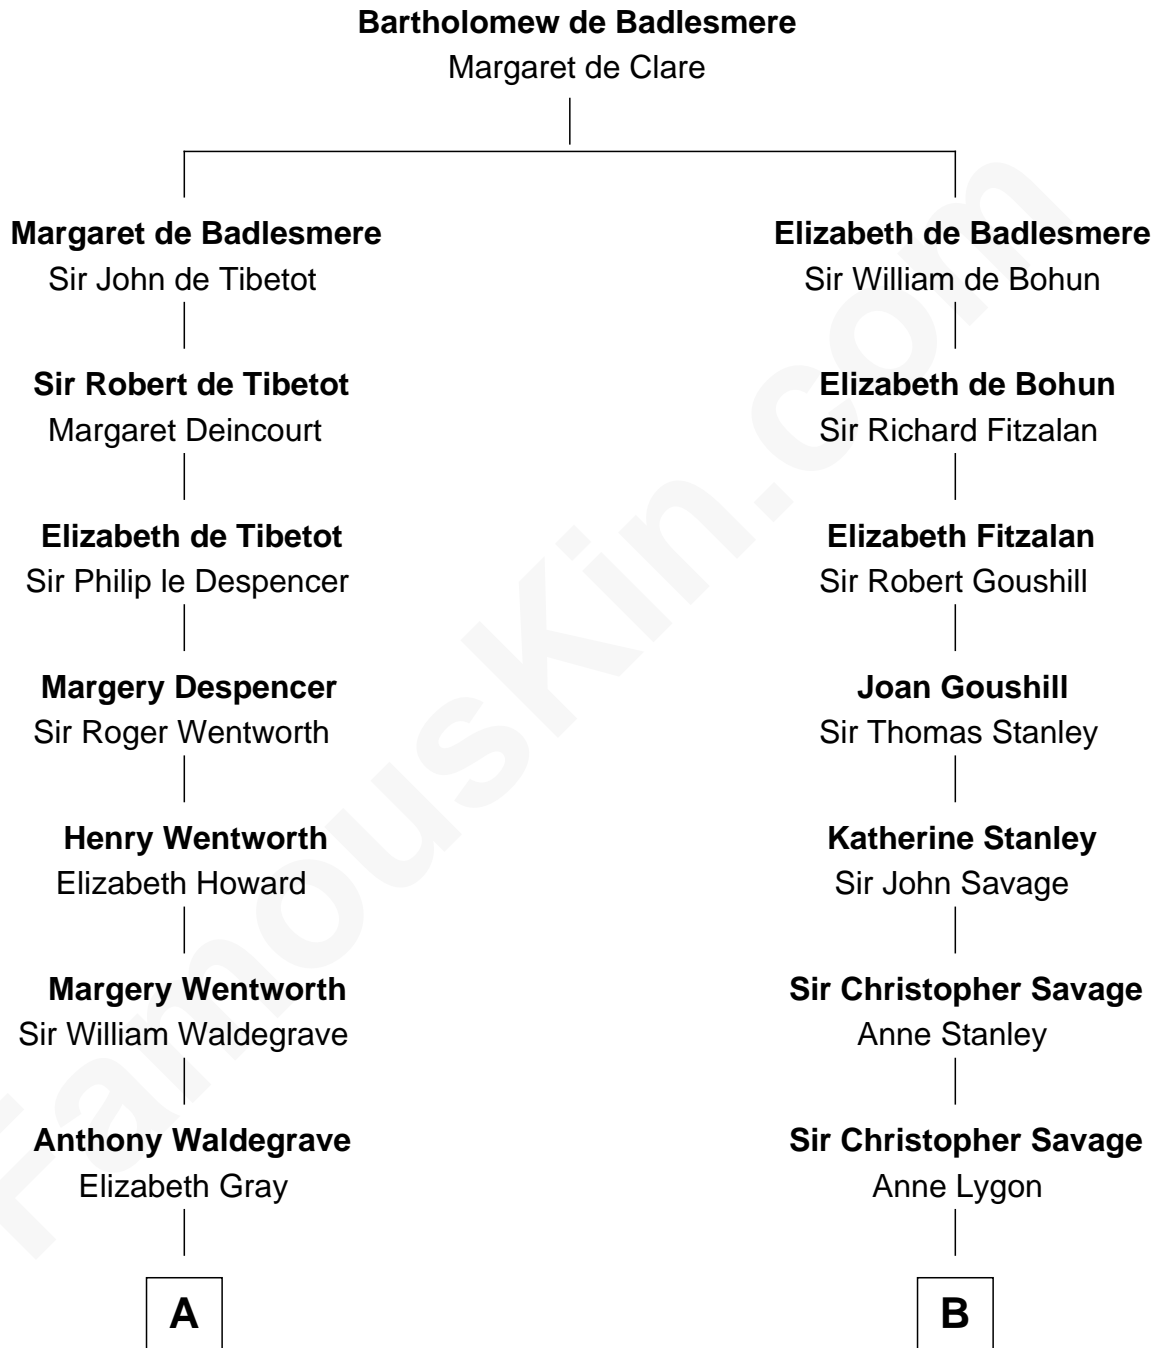 Bartholomew de Badlesmere
Margaret de Clare
Margaret de Badlesmere
Sir John de Tibetot
Elizabeth de Badlesmere
Sir William de Bohun
Sir Robert de Tibetot
Margaret Deincourt
Elizabeth de Bohun
Sir Richard Fitzalan
Elizabeth de Tibetot
Sir Philip le Despencer
Elizabeth Fitzalan
Sir Robert Goushill
Margery Despencer
Sir Roger Wentworth
Joan Goushill
Sir Thomas Stanley
Henry Wentworth
Elizabeth Howard
Katherine Stanley
Sir John Savage
Margery Wentworth
Sir William Waldegrave
Sir Christopher Savage
Anne Stanley
Anthony Waldegrave
Elizabeth Gray
Sir Christopher Savage
Anne Lygon
A
B
FamousKin.com